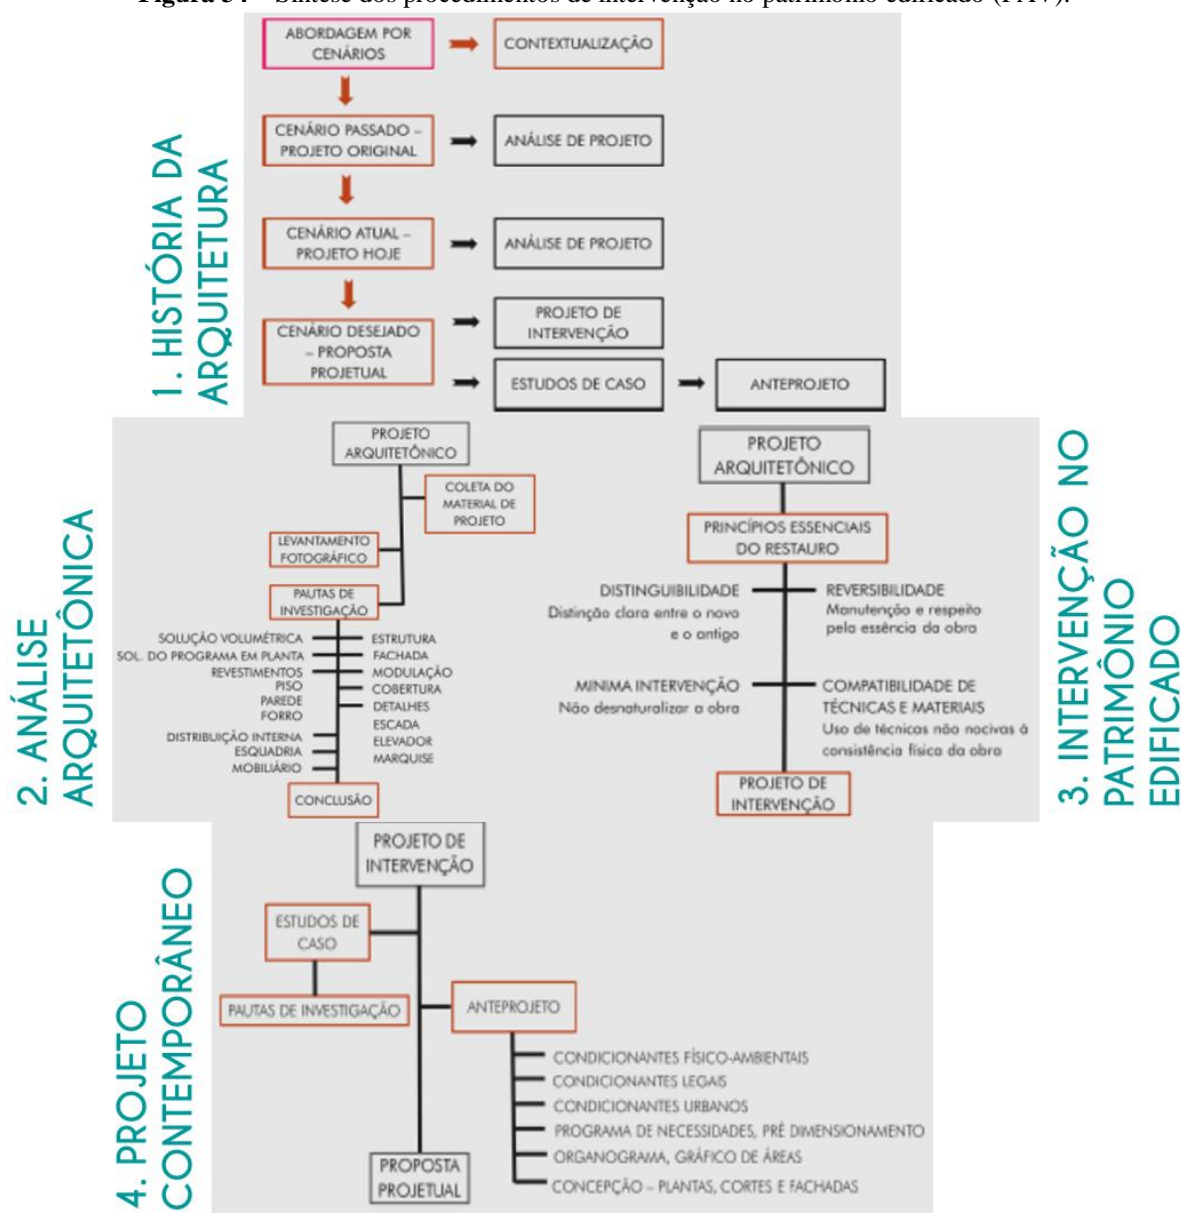 ABORDAGEM POR
CENÁRIOS
CONTEXTUALIZAÇÃO
CENÁRIO PASSADO –
PROJETO ORIGINAL
ANÁLISE DE PROJETO
CENÁRIO ATUAL –
PROJETO HOJE
ANÁLISE DE PROJETO
CENÁRIO DESEJADO
– PROPOSTA
PROJETUAL
PROJETO DE
INTERVENÇÃO
ESTUDOS DE CASO
ANTEPROJETO
1. HISTÓRIA DA
ARQUITETURA
2. ANÁLISE
ARQUITETÔNICA
PROJETO
ARQUITETÔNICO
COLETA DO
MATERIAL DE
PROJETO
LEVANTAMENTO
FOTOGRÁFICO
PAUTAS DE
INVESTIGAÇÃO
SOLUÇÃO VOLUMÉTRICA
SOL. DO PROGRAMA EM PLANTA
REVESTIMENTOS
PISO
PAREDE
FORRO
DISTRIBUIÇÃO INTERNA
ESQUADRIA
MOBILIÁRIO
ESTRUTURA
FACHADA
MODULAÇÃO
COBERTURA
DETALHES
ESCADA
ELEVADOR
MARQUISE
CONCLUSÃO
PROJETO
ARQUITETÔNICO
PRINCÍPIOS ESSENCIAIS
DO RESTAURO
DISTINGUIBILIDADE
Distinção clara entre o novo
e o antigo
REVERSIBILIDADE
Manutenção e respeito
pela essência da obra
MINIMA INTERVENÇÃO
Não desnaturalizar a obra
COMPATIBILIDADE DE
TÉCNICAS E MATERIAIS
Uso de técnicas não nocivas à
consistência física da obra
PROJETO DE
INTERVENÇÃO
3. INTERVENÇÃO NO
PATRIMÔNIO
EDIFICADO
4. PROJETO
CONTEMPORÂNEO
PROJETO DE
INTERVENÇÃO
ESTUDOS DE
CASO
PAUTAS DE INVESTIGAÇÃO
ANTEPROJETO
CONDICIONANTES FÍSICO-AMBIENTAIS
CONDICIONANTES LEGAIS
CONDICIONANTES URBANOS
PROGRAMA DE NECESSIDADES, PRÉ DIMENSIONAMENTO
ORGANOGRAMA, GRÁFICO DE ÁREAS
CONCEPÇÃO – PLANTAS, CORTES E FACHADAS
PROPOSTA
PROJETUAL